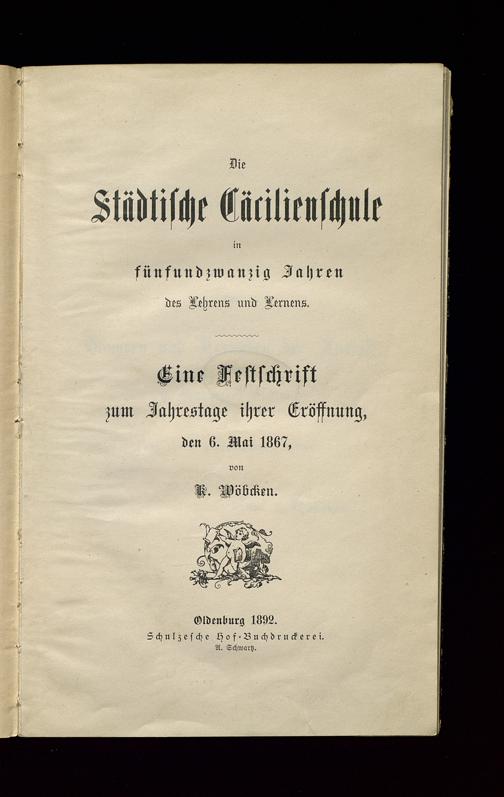 Die
Städtische Cäcilienschule
in
fünfundzwanzig Jahren
des Lehrens und Lernens.
Eine Festschrift
zum Jahrestage ihrer Eröffnung,
den 6. Mai 1867,
von
K. Wöbcken.
Oldenburg 1892.
Schulzesche Hof-Buchdruckerei.
A. Schwartz.